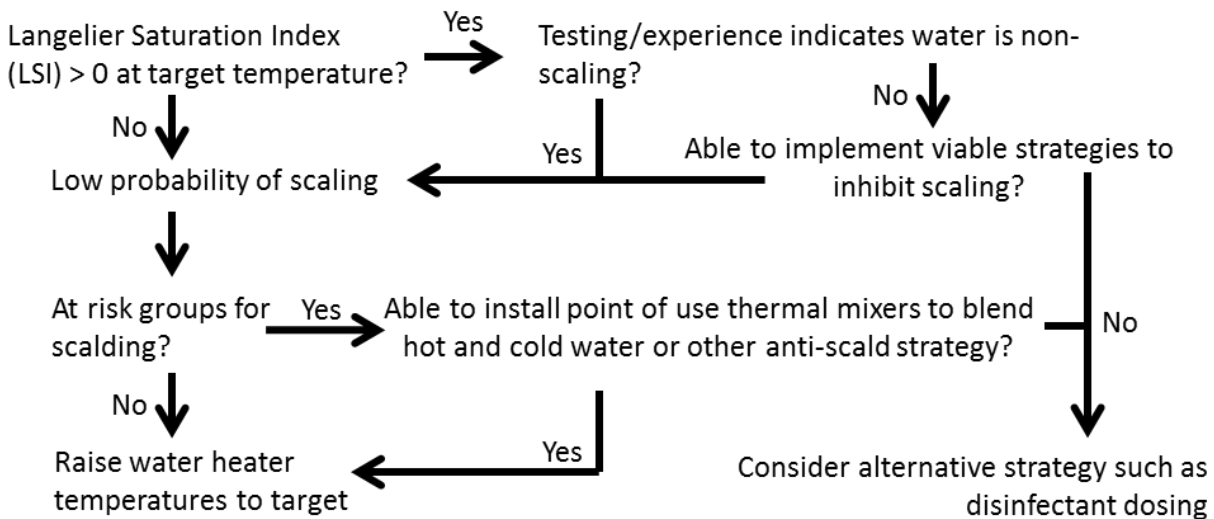 Langelier Saturation Index
(LSI) > 0 at target temperature?
Yes
Testing/experience indicates water is non-
scaling?
No
No
Yes
Able to implement viable strategies to
inhibit scaling?
Low probability of scaling
At risk groups for
scalding?
Yes
Able to install point of use thermal mixers to blend
hot and cold water or other anti-scald strategy?
No
No
Yes
Raise water heater
temperatures to target
Consider alternative strategy such as
disinfectant dosing